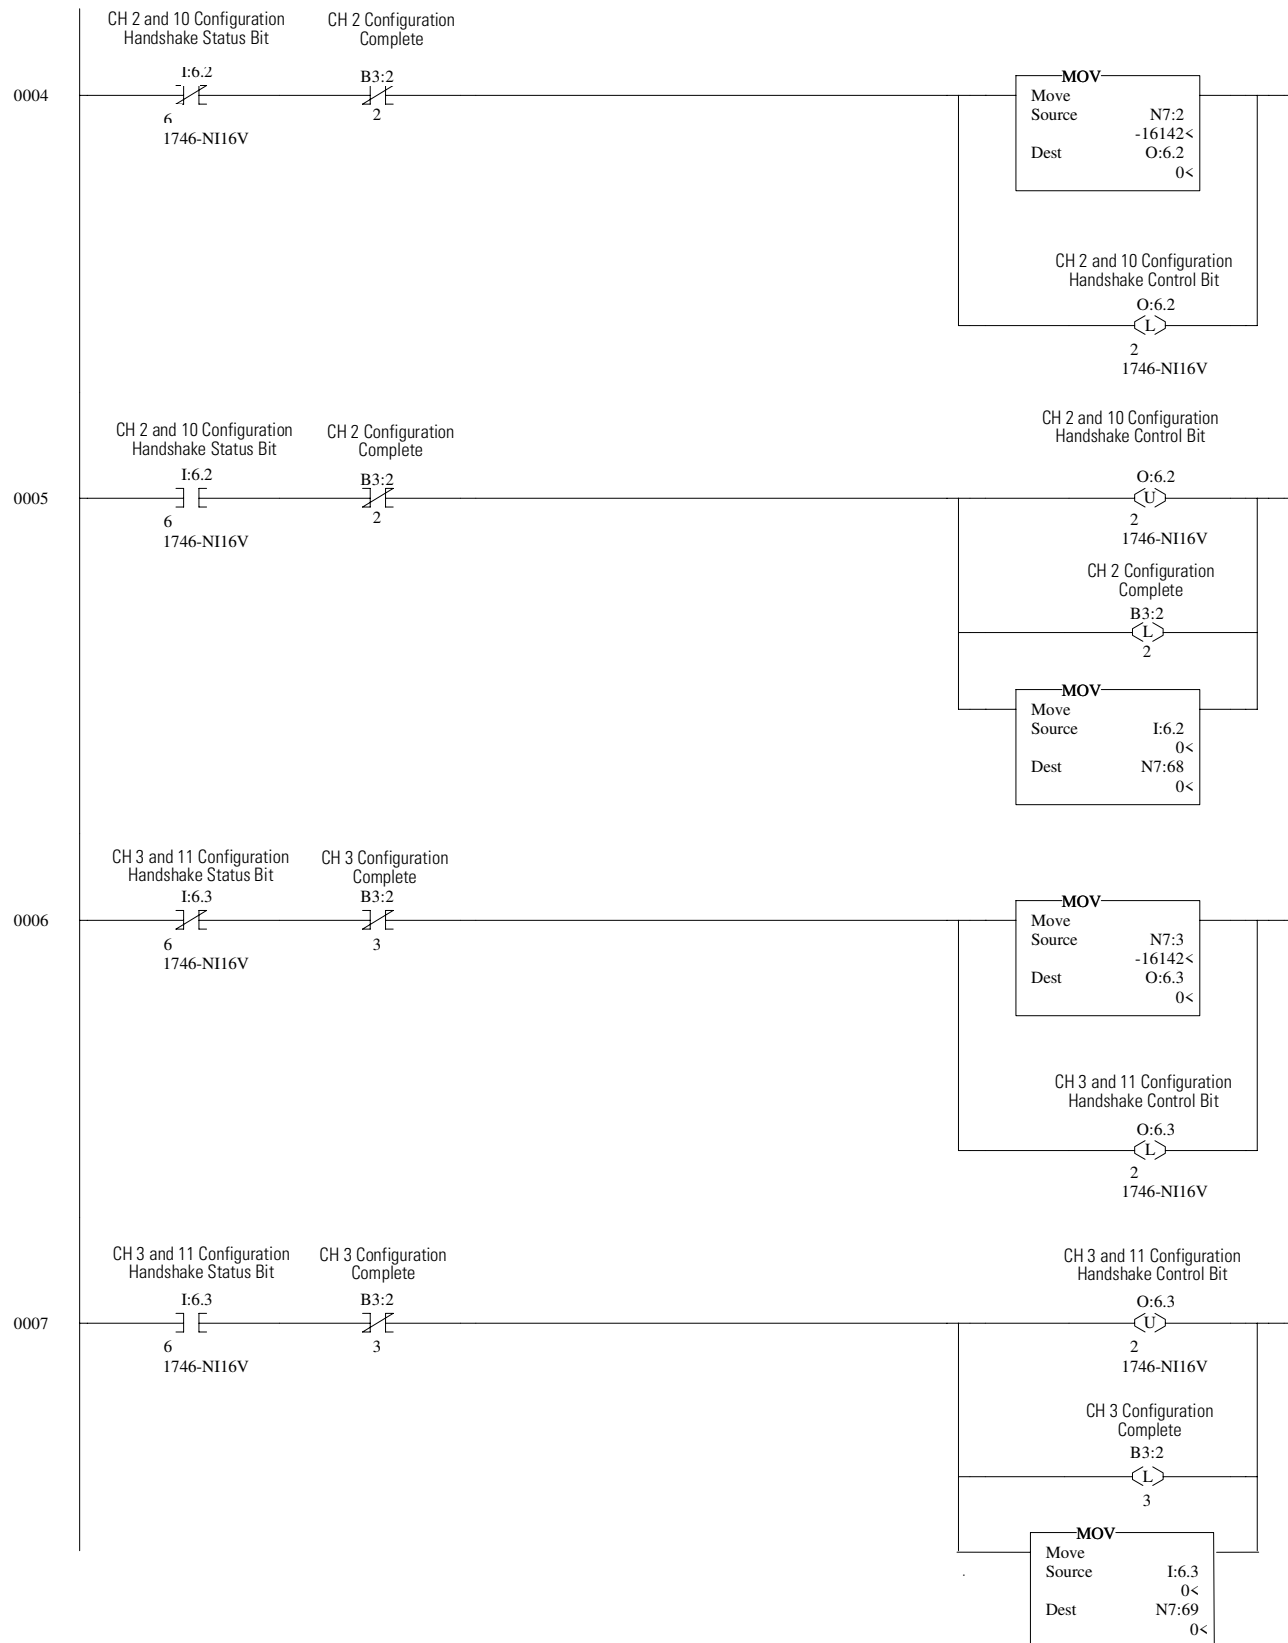 CH 2 and 10 Configuration
Handshake Status Bit
CH 2 Configuration
Complete
I:6.2
B3:2
MOV
0004
Move
Source N7:2
-16142<
Dest O:6.2
0<
6
2
1746-NI16V
CH 2 and 10 Configuration
Handshake Control Bit
O:6.2
L
2
1746-NI16V
CH 2 and 10 Configuration
Handshake Status Bit
CH 2 Configuration
Complete
CH 2 and 10 Configuration
Handshake Control Bit
I:6.2
B3:2
O:6.2
0005
U
6
2
2
1746-NI16V
1746-NI16V
CH 2 Configuration
Complete
B3:2
L
2
MOV
Move
Source I:6.2
0<
Dest N7:68
0<
CH 3 and 11 Configuration
Handshake Status Bit
CH 3 Configuration
Complete
I:6.3
B3:2
MOV
0006
Move
Source N7:3
-16142<
Dest O:6.3
0<
6
3
1746-NI16V
CH 3 and 11 Configuration
Handshake Control Bit
O:6.3
L
2
1746-NI16V
CH 3 and 11 Configuration
Handshake Status Bit
CH 3 Configuration
Complete
CH 3 and 11 Configuration
Handshake Control Bit
I:6.3
B3:2
O:6.3
0007
U
6
3
2
1746-NI16V
1746-NI16V
CH 3 Configuration
Complete
B3:2
L
3
MOV
Move
Source I:6.3
0<
Dest N7:69
0<